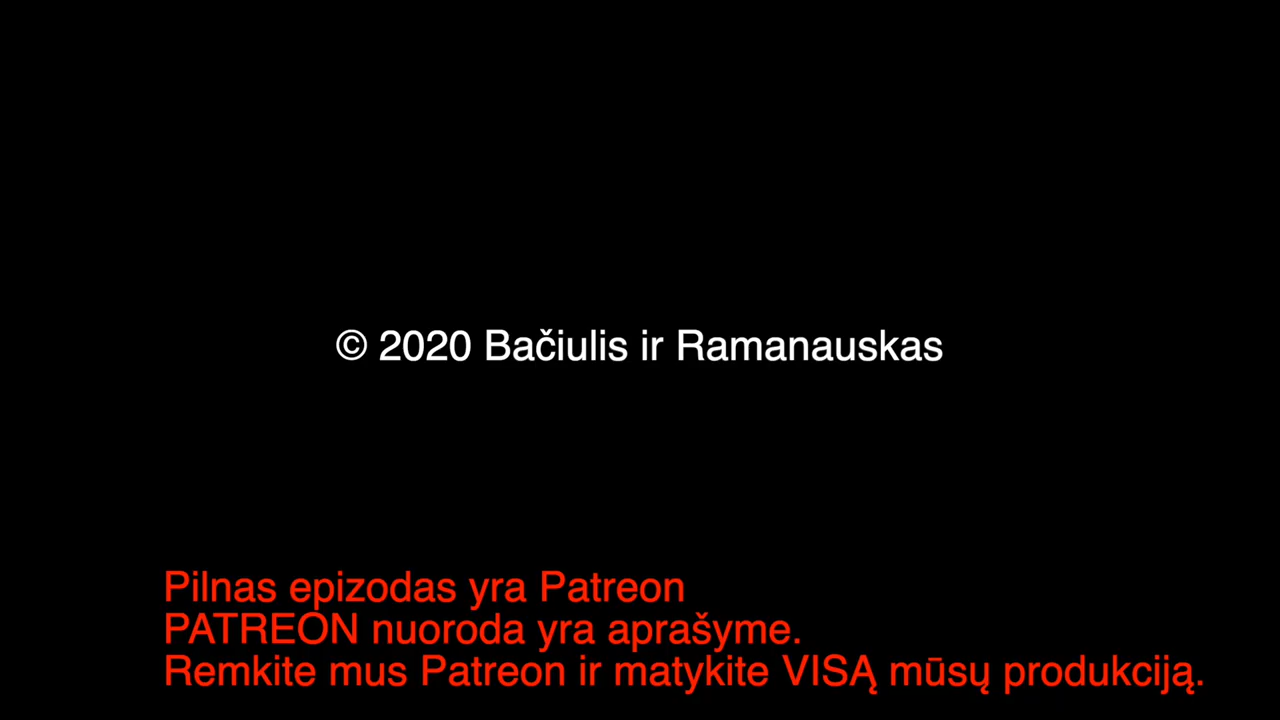 © 2020 Bačiulis ir Ramanauskas
Pilnas epizodas yra Patreon
PATREON nuoroda yra aprašyme.
Remkite mus Patreon ir matykite VISĄ mūsų produkciją.